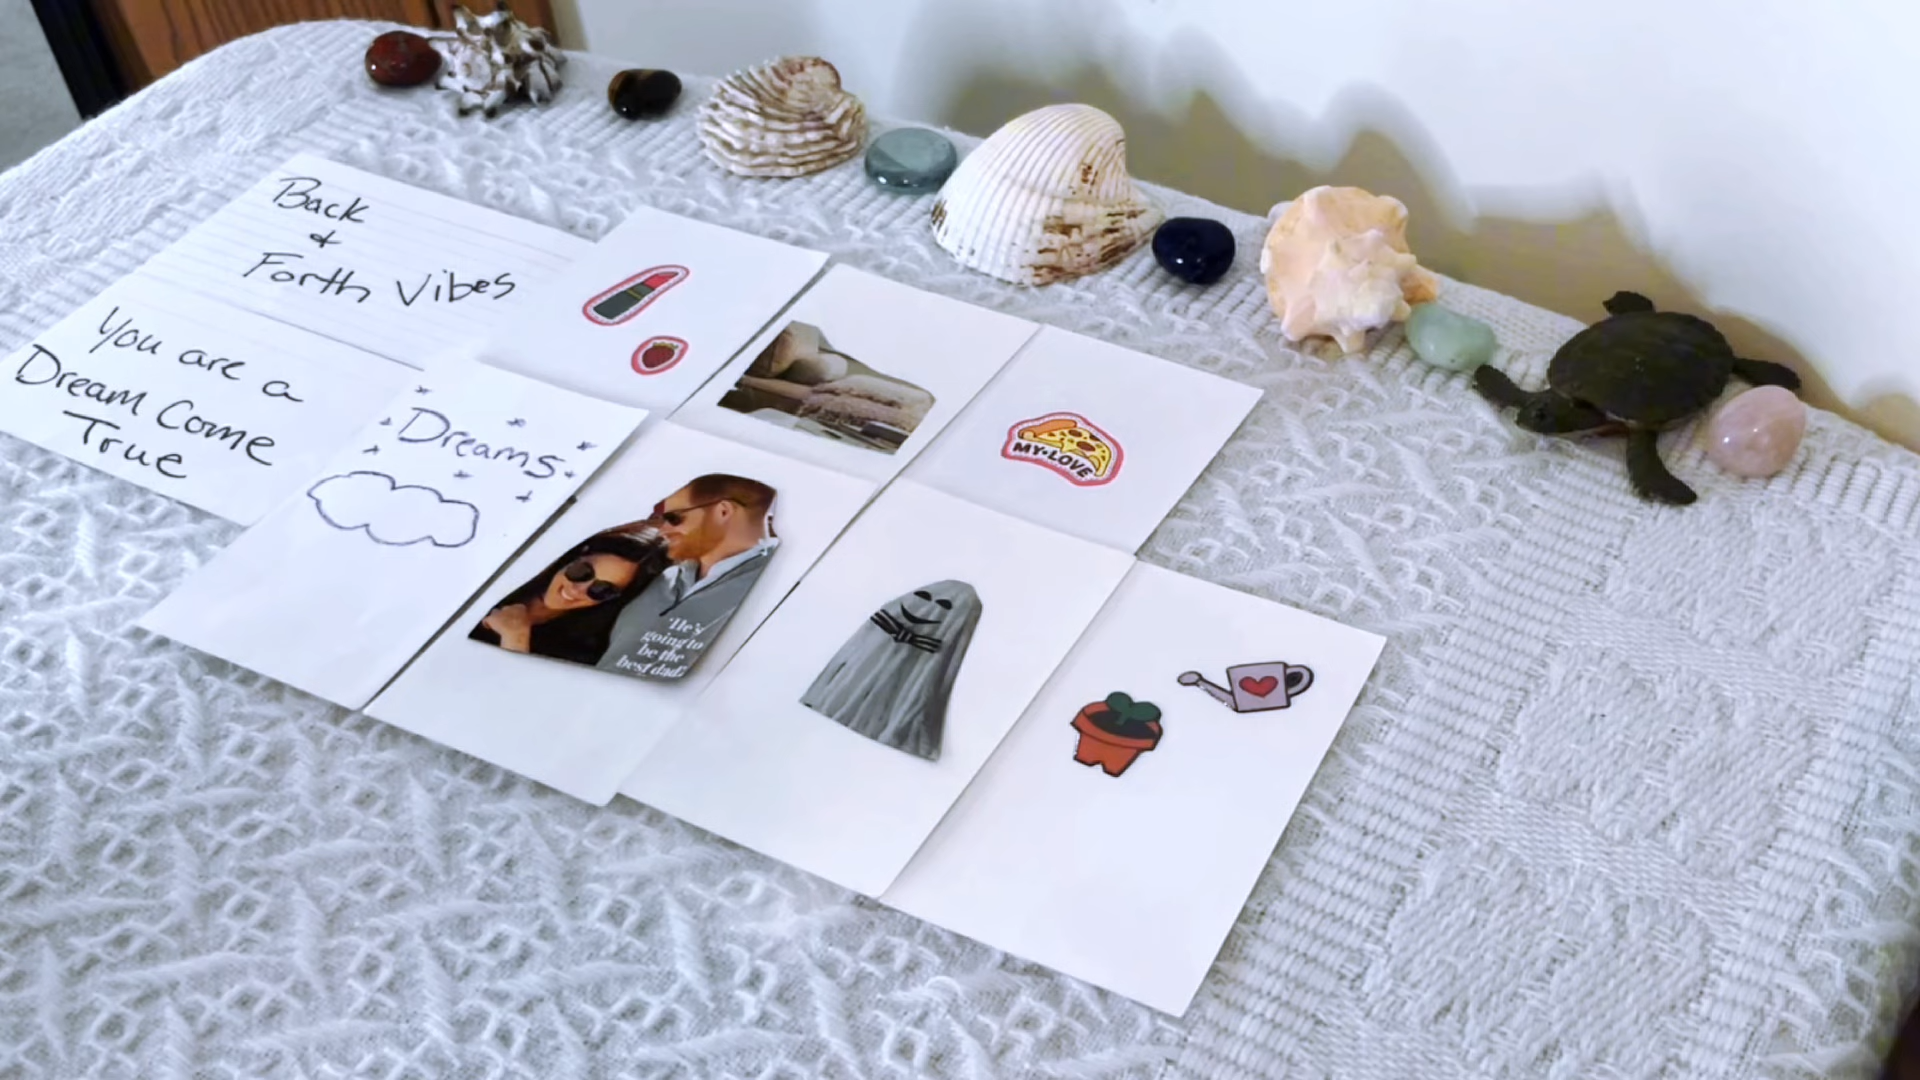 Back
&
Forth Vibes
You are a
Dream Come
True
Dreams
MY•LOVE
'He's
going to
be the
best dad'